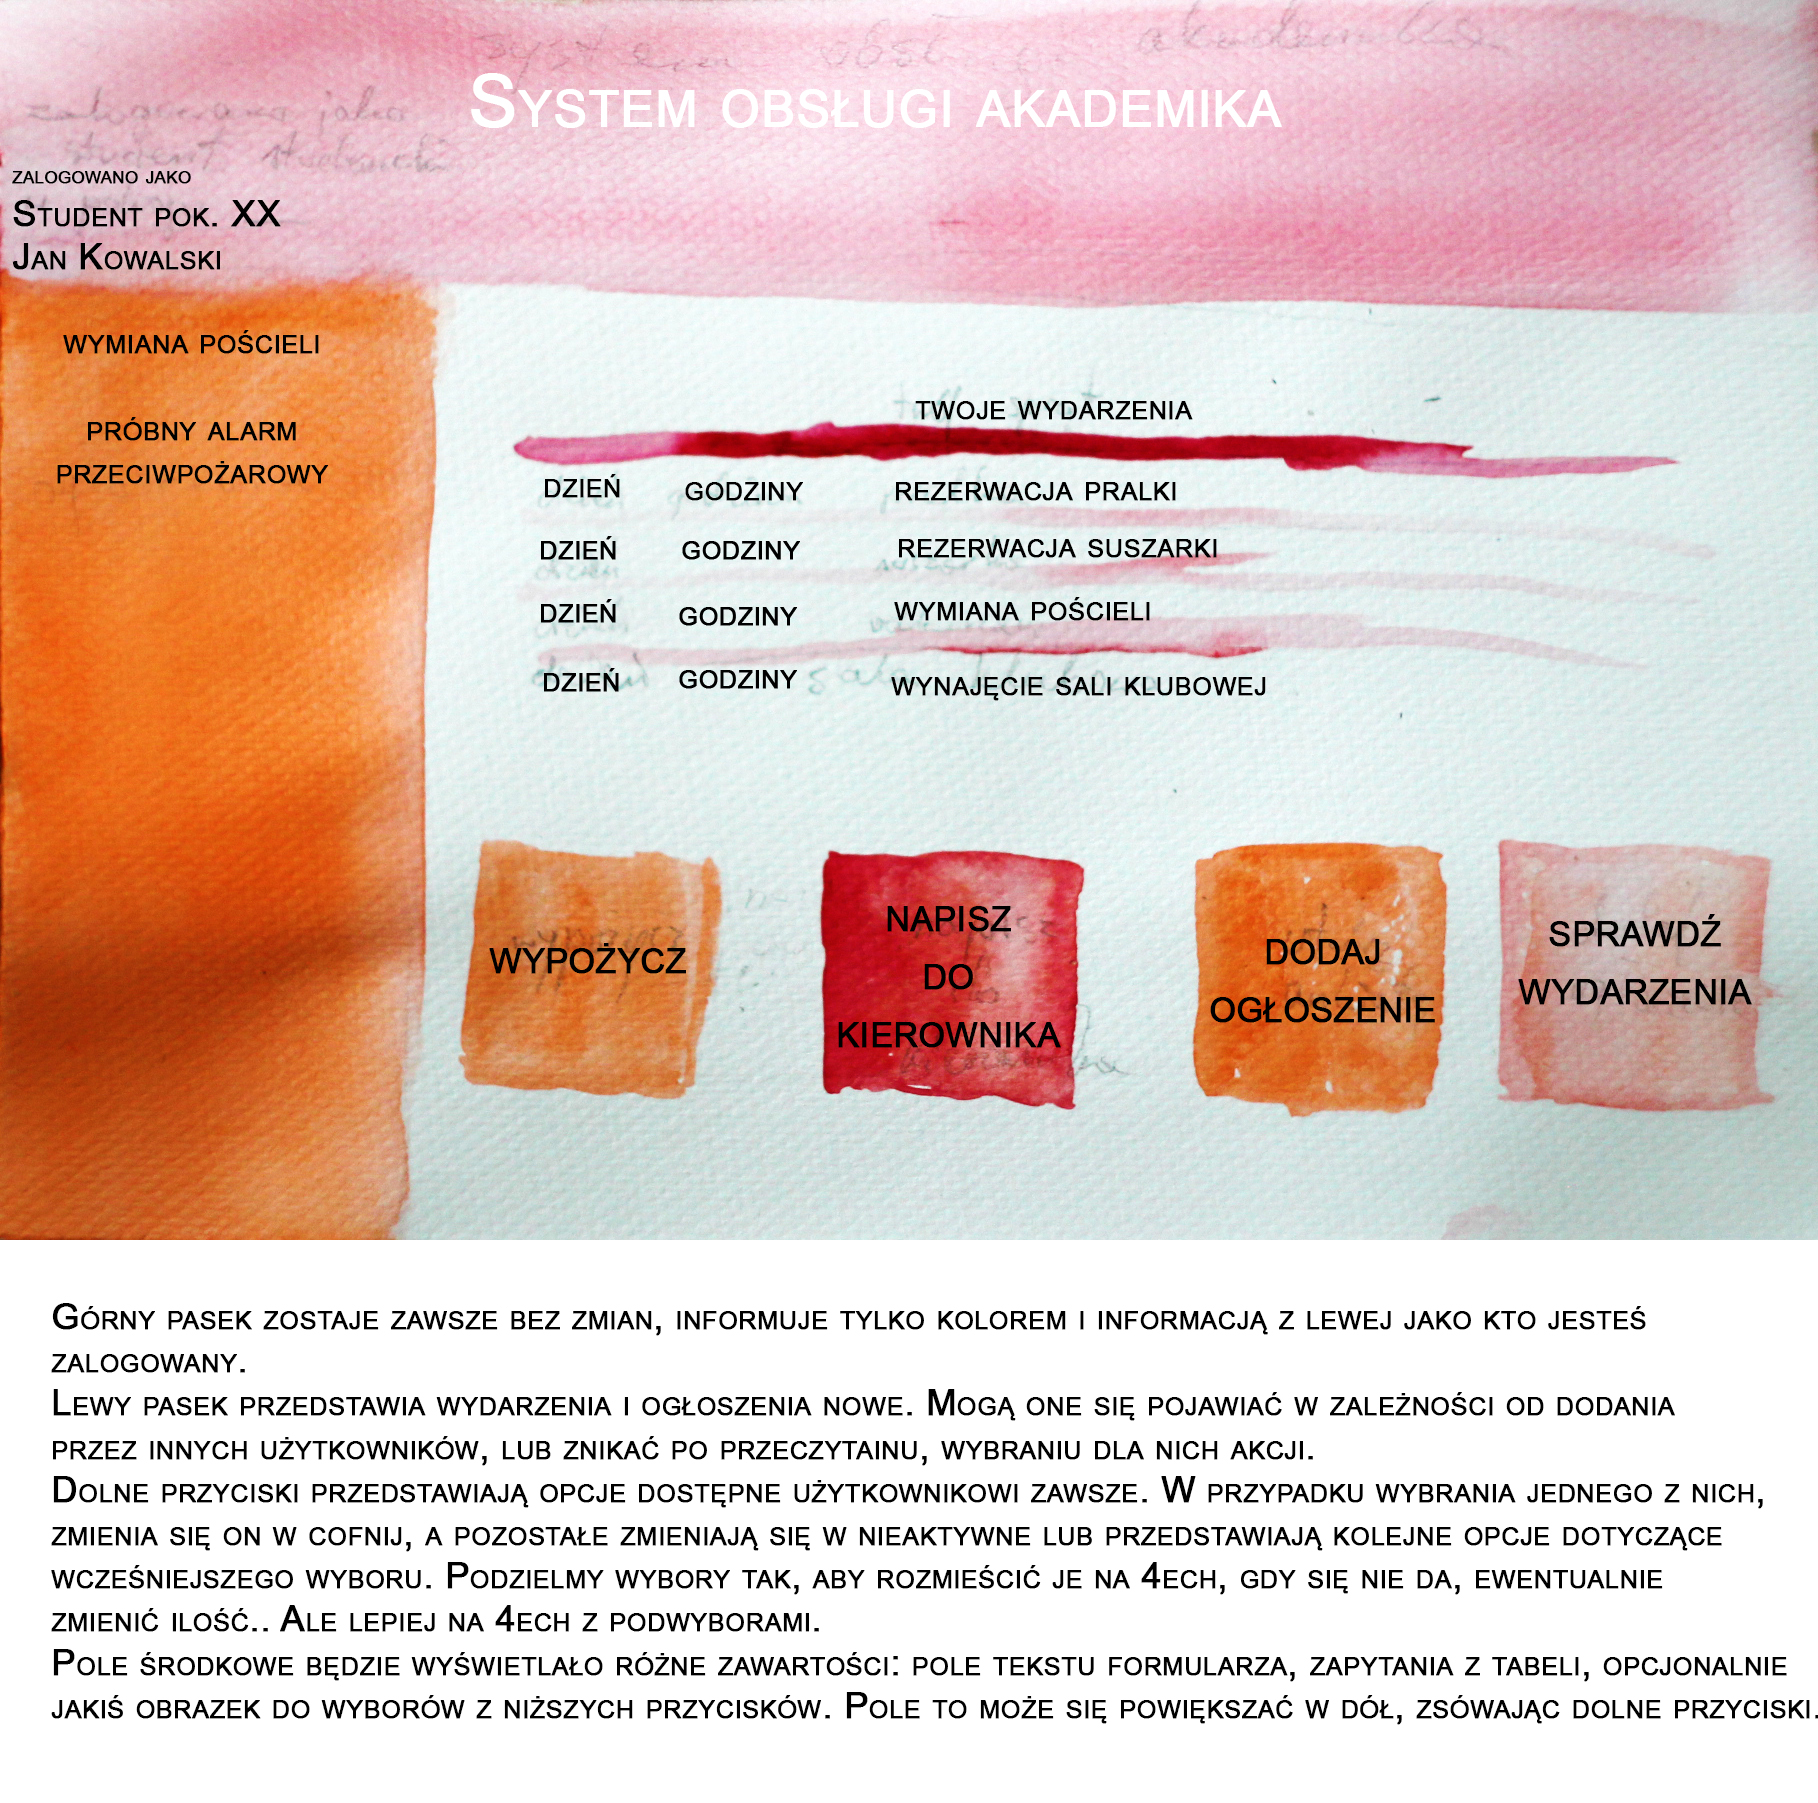 System obsługi akademika
zalogowano jako
Student pok. XX
Jan Kowalski
wymiana pościeli
próbny alarm
przeciwpożarowy
twoje wydarzenia
dzień godziny rezerwacja pralki
dzień godziny rezerwacja suszarki
dzień godziny wymiana pościeli
dzień godziny wynajęcie sali klubowej
WYPOŻYCZ
NAPISZ
DO
KIEROWNIKA
DODAJ
OGŁOSZENIE
SPRAWDŹ
WYDARZENIA
Górny pasek zostaje zawsze bez zmian, informuje tylko kolorem i informacją z lewej jako kto jesteś
zalogowany.
Lewy pasek przedstawia wydarzenia i ogłoszenia nowe. Mogą one się pojawiać w zależności od dodania
przez innych użytkowników, lub znikać po przeczytainu, wybraniu dla nich akcji.
Dolne przyciski przedstawiają opcje dostępne użytkownikowi zawsze. W przypadku wybrania jednego z nich,
zmienia się on w cofnij, a pozostałe zmieniają się w nieaktywne lub przedstawiają kolejne opcje dotyczące
wcześniejszego wyboru. Podzielmy wybory tak, aby rozmieścić je na 4ech, gdy się nie da, ewentualnie
zmienić ilość.. Ale lepiej na 4ech z podwyborami.
Pole środkowe będzie wyświetlało różne zawartości: pole tekstu formularza, zapytania z tabeli, opcjonalnie
jakiś obrazek do wyborów z niższych przycisków. Pole to może się powiększać w dół, zsówając dolne przyciski.